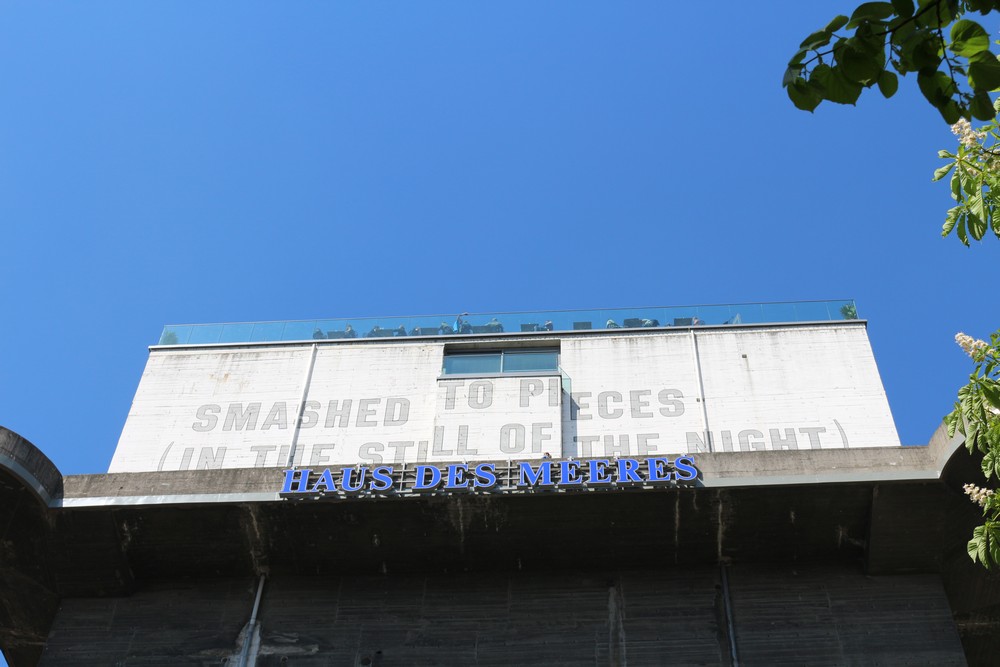 SMASHED TO PIECES
(IN THE STILL OF THE NIGHT)
HAUS DES MEERES